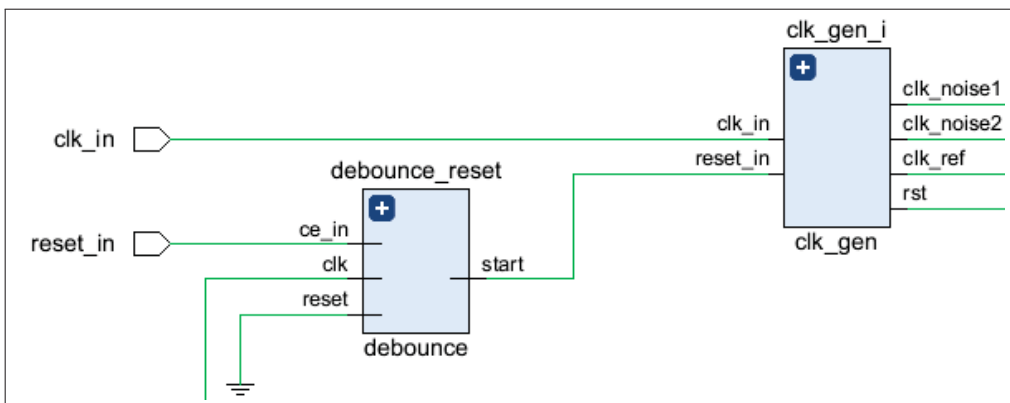 clk_gen_i
clk_noise1
clk_in
clk_in
clk_noise2
reset_in
clk_ref
debounce_reset
rst
reset_in
ce_in
clk_gen
clk
start
reset
debounce